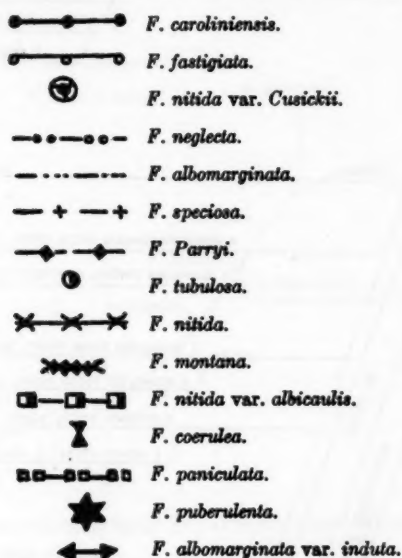 F. caroliniensis.
F. fastigiata.
F. nitida var. Cusickii.
F. neglecta.
F. albomarginata.
F. speciosa.
F. Parryi.
F. tubulosa.
F. nitida.
F. montana.
F. nitida var. albicaulis.
F. coerulea.
F. paniculata.
F. puberulenta.
F. albomarginata var. induta.